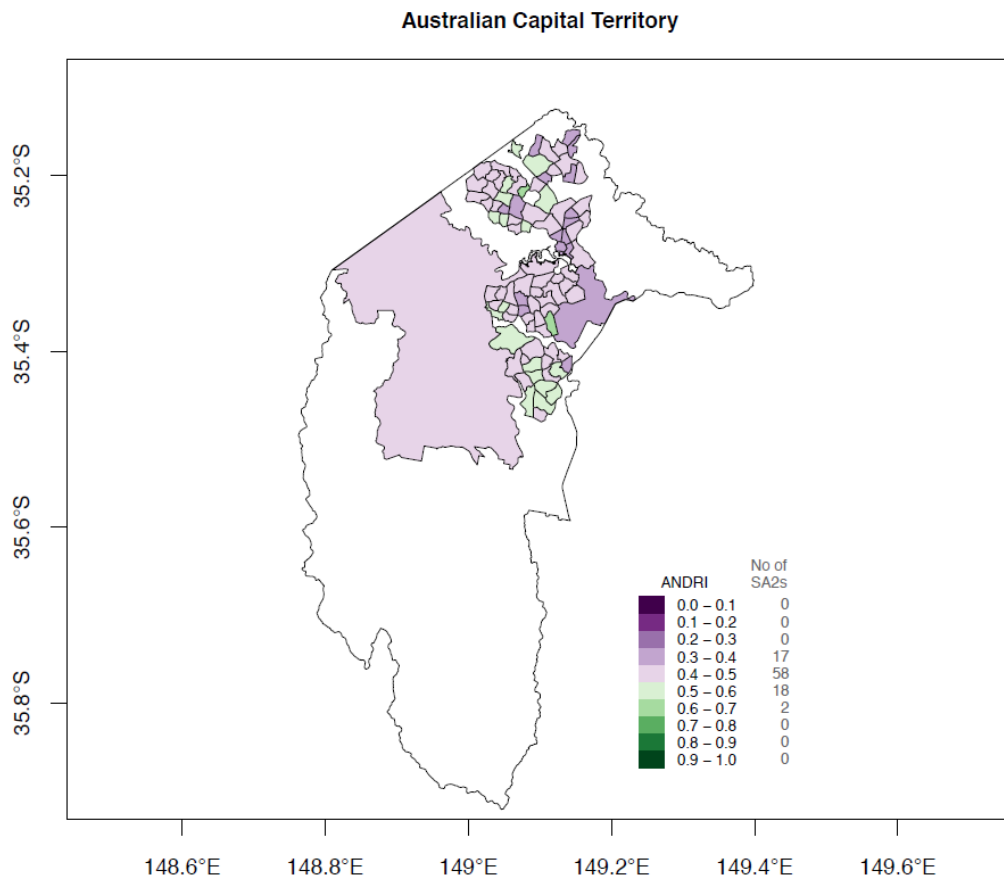 Australian Capital Territory
35.2°S
35.4°S
35.6°S
35.8°S
No of
ANDRI SA2s
0.0 – 0.1 0
0.1 – 0.2 0
0.2 – 0.3 0
0.3 – 0.4 17
0.4 – 0.5 58
0.5 – 0.6 18
0.6 – 0.7 2
0.7 – 0.8 0
0.8 – 0.9 0
0.9 – 1.0 0
148.6°E 148.8°E 149°E 149.2°E 149.4°E 149.6°E